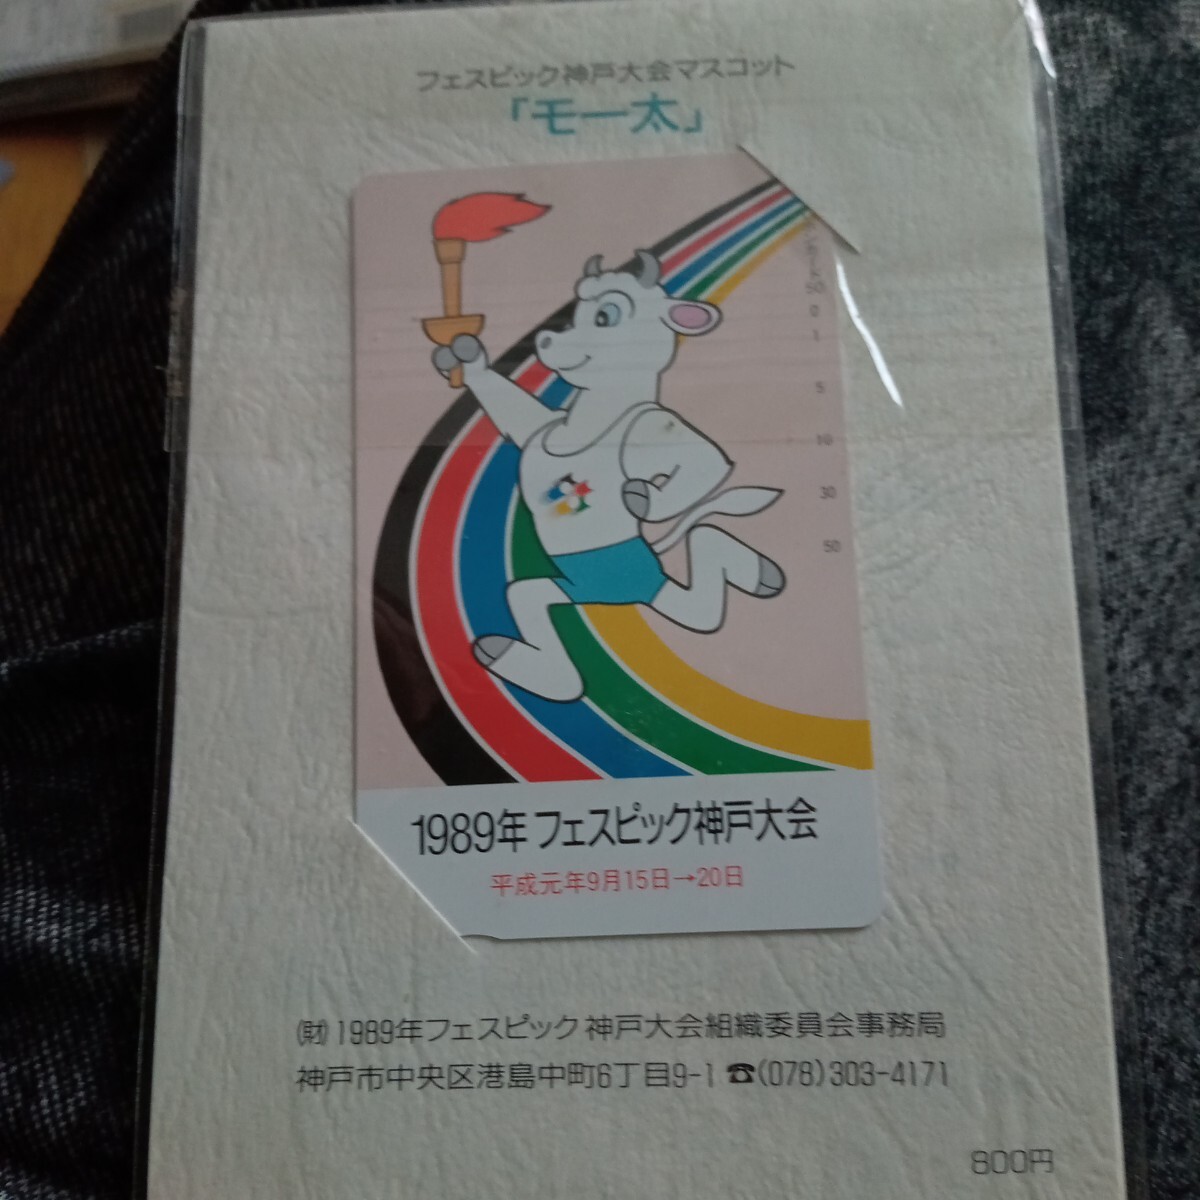 フェスピック神戸大会マスコット
「モー太」
50
0
1
5
10
30
50
1989年フェスピック神戸大会
平成元年9月15日→20日
(財)1989年フェスピック神戸大会組織委員会事務局
神戸市中央区港島中町6丁目9-1 ☎(078)303-4171
800円